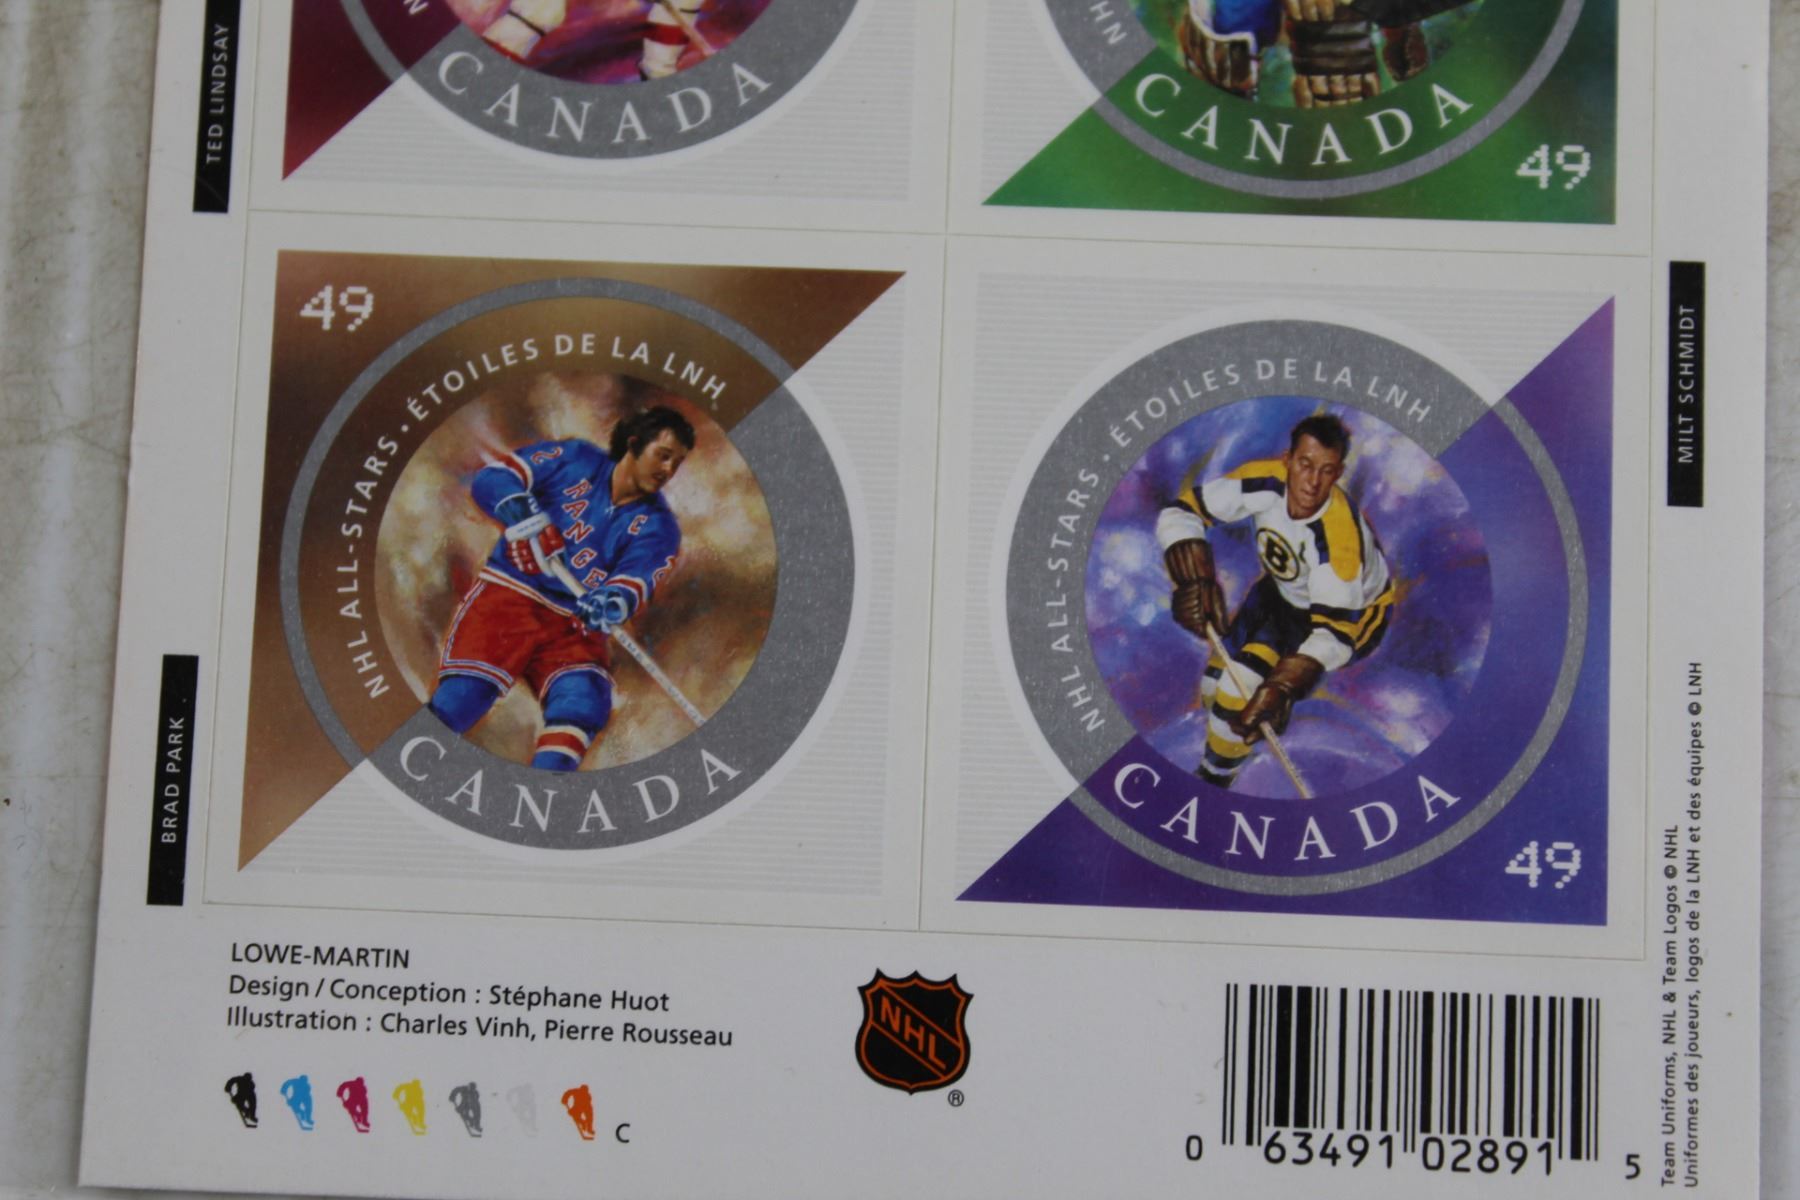 TED LINDSAY
CANADA
HN
CANADA
49
49
NHL ALL-STARS • ÉTOILES DE LA LNH
2
RANGE
C
CANADA
BRAD PARK
NHL ALL-STARS • ÉTOILES DE LA LNH
B
CANADA
49
MILT SCHMIDT
LOWE-MARTIN
Design / Conception : Stéphane Huot
Illustration : Charles Vinh, Pierre Rousseau
C
NHL
®
0 63491 02891 5
Team Uniforms, NHL & Team Logos © NHL
Uniformes des joueurs, logos de la LNH et des équipes © LNH